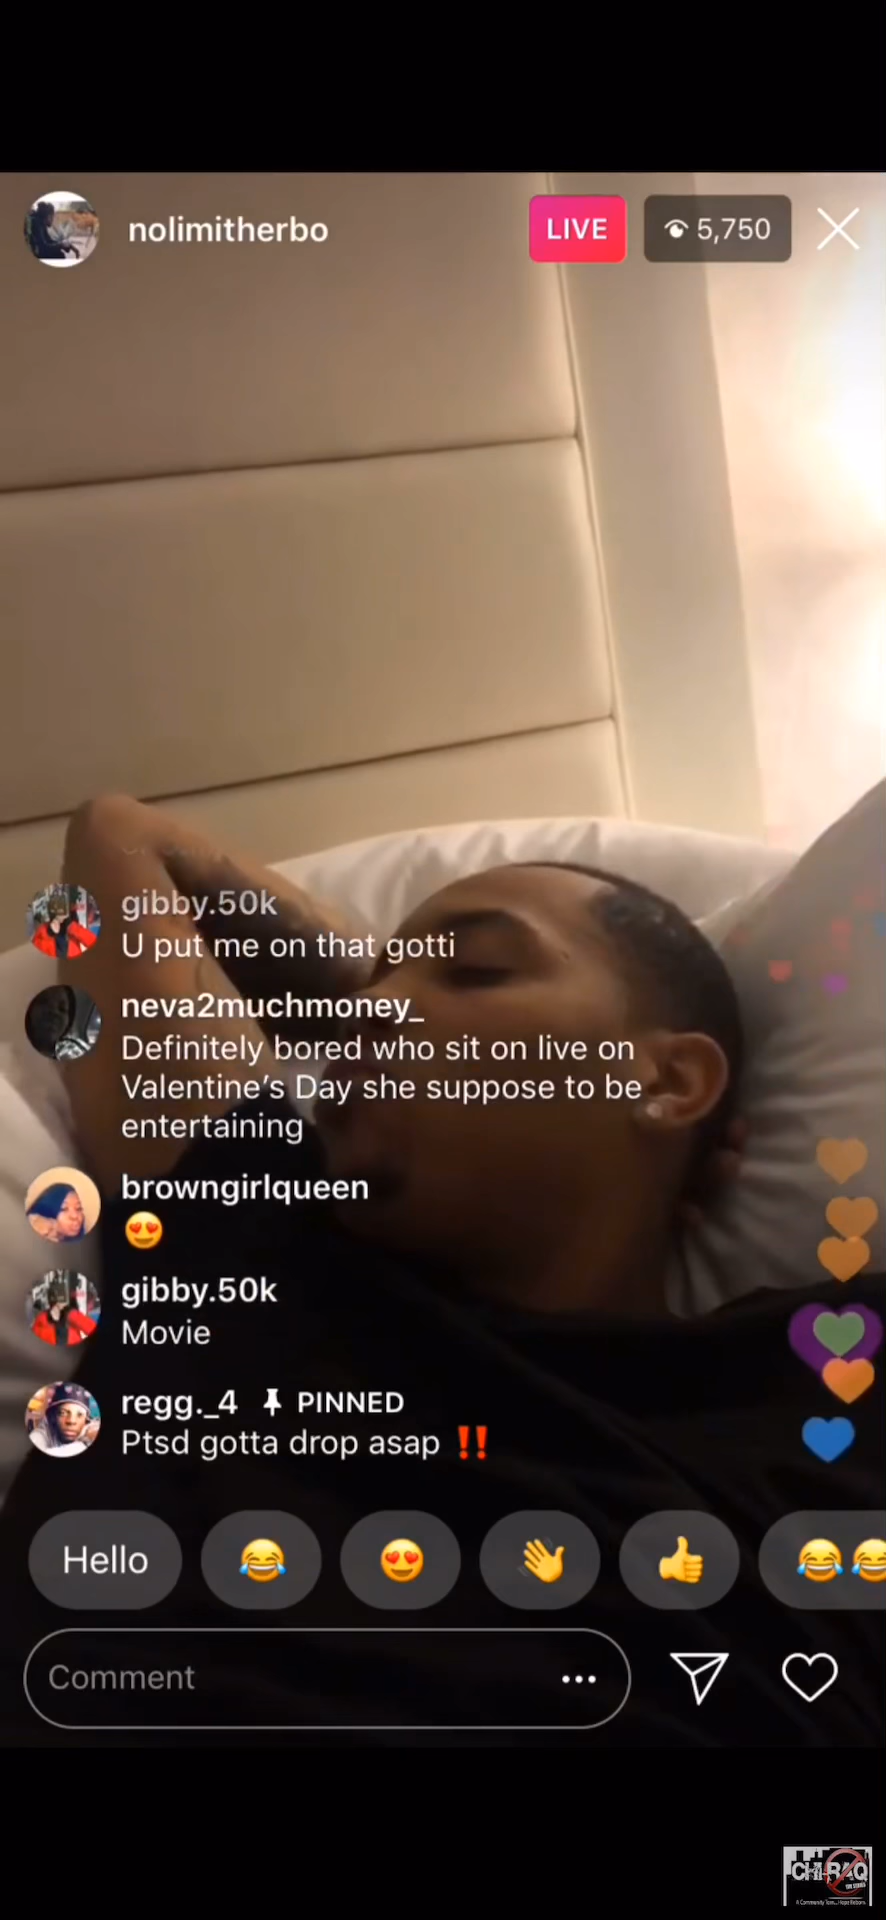 nolimitherbo
LIVE
5,750
gibby.50k
U put me on that gotti
neva2muchmoney_
Definitely bored who sit on live on
Valentine's Day she suppose to be
entertaining
browngirlqueen
😍
gibby.50k
Movie
regg._4 PINNED
Ptsd gotta drop asap ‼️
Hello 😂 😍 👋 👍 😂😂
Comment
CHIRAQ